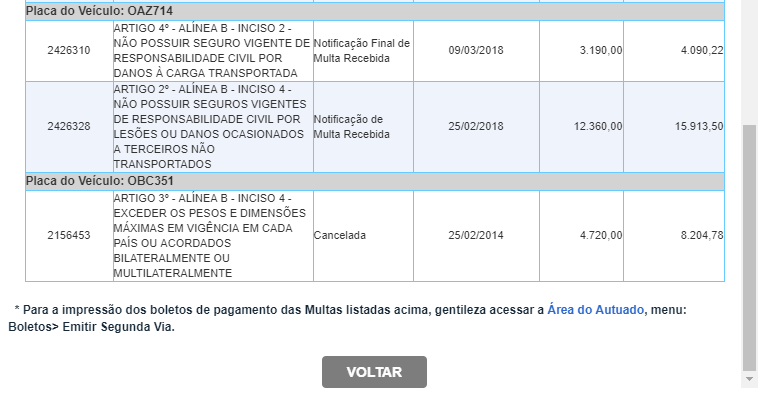 Placa do Veículo: OAZ714
2426310
ARTIGO 4º - ALÍNEA B - INCISO 2 -
NÃO POSSUIR SEGURO VIGENTE DE
RESPONSABILIDADE CIVIL POR
DANOS À CARGA TRANSPORTADA
Notificação Final de
Multa Recebida
09/03/2018
3.190,00
4.090,22
2426328
ARTIGO 2º - ALÍNEA B - INCISO 4 -
NÃO POSSUIR SEGUROS VIGENTES
DE RESPONSABILIDADE CIVIL POR
LESÕES OU DANOS OCASIONADOS
A TERCEIROS NÃO
TRANSPORTADOS
Notificação de
Multa Recebida
25/02/2018
12.360,00
15.913,50
Placa do Veículo: OBC351
2156453
ARTIGO 3º - ALÍNEA B - INCISO 4 -
EXCEDER OS PESOS E DIMENSÕES
MÁXIMAS EM VIGÊNCIA EM CADA
PAÍS OU ACORDADOS
BILATERALMENTE OU
MULTILATERALMENTE
Cancelada
25/02/2014
4.720,00
8.204,78
* Para a impressão dos boletos de pagamento das Multas listadas acima, gentileza acessar a Área do Autuado, menu:
Boletos> Emitir Segunda Via.
VOLTAR